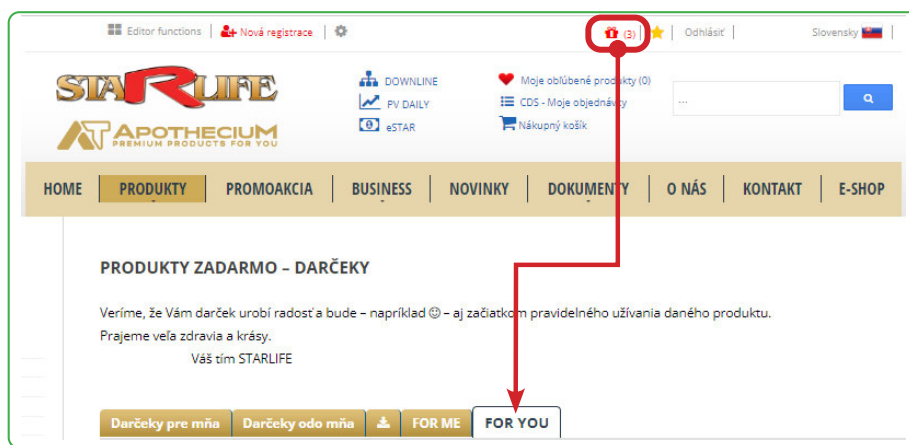 Editor functions | Nová registrace | (3) | Odhlásiť | Slovensky |
STARLIFE
APOTHECIUM
PREMIUM PRODUCTS FOR YOU
DOWNLINE
PV DAILY
eSTAR
Moje obľúbené produkty (0)
CDS - Moje objednávky
Nákupný košík
...
HOME | PRODUKTY | PROMOAKCIA | BUSINESS | NOVINKY | DOKUMENTY | O NÁS | KONTAKT | E-SHOP
PRODUKTY ZADARMO – DARČEKY
Veríme, že Vám darček urobí radosť a bude – napríklad ☺ – aj začiatkom pravidelného užívania daného produktu.
Prajeme veľa zdravia a krásy.
Váš tím STARLIFE
Darčeky pre mňa Darčeky odo mňa FOR ME FOR YOU